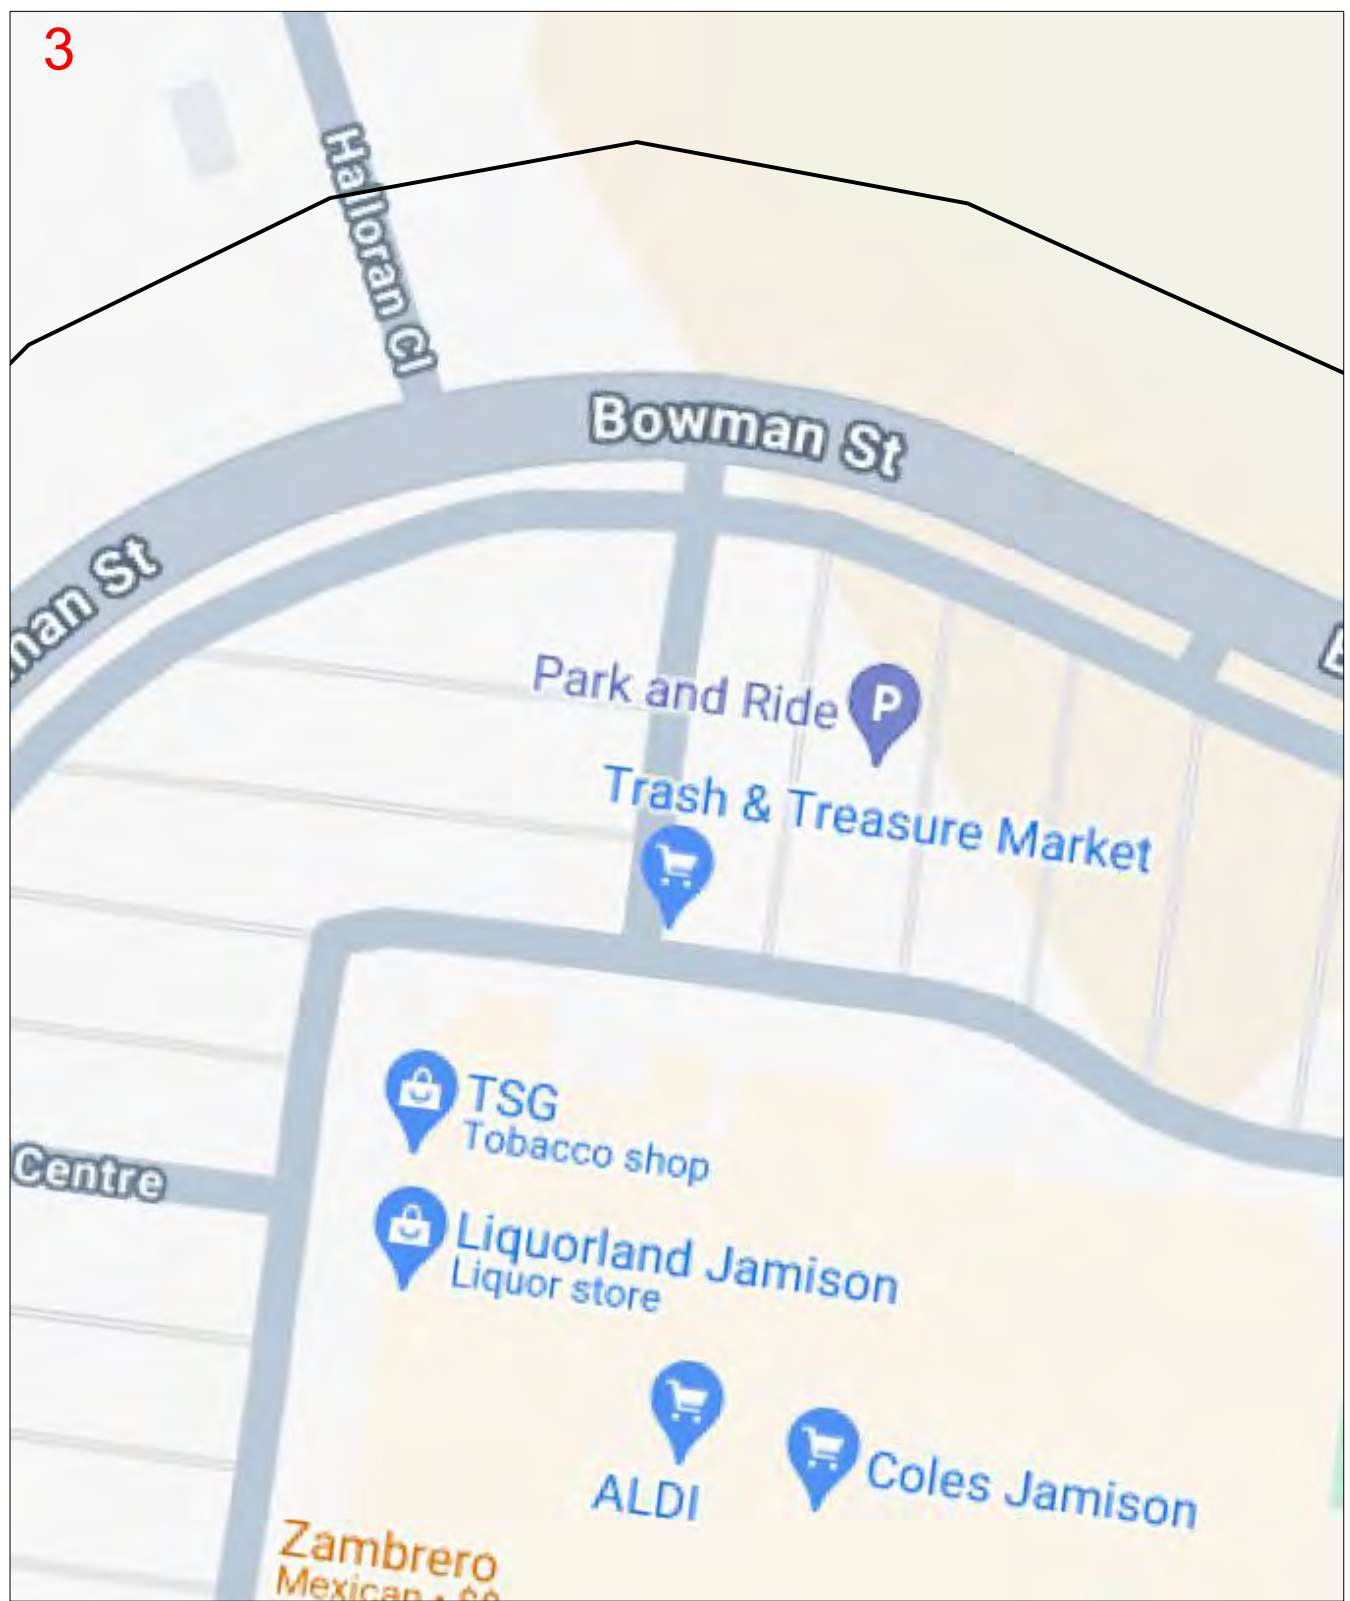 3
Halloran Cl
Bowman St
man St
Park and Ride
P
Trash & Treasure Market
TSG
Tobacco shop
Centre
Liquorland Jamison
Liquor store
ALDI
Coles Jamison
Zambrero
Mexican · $$